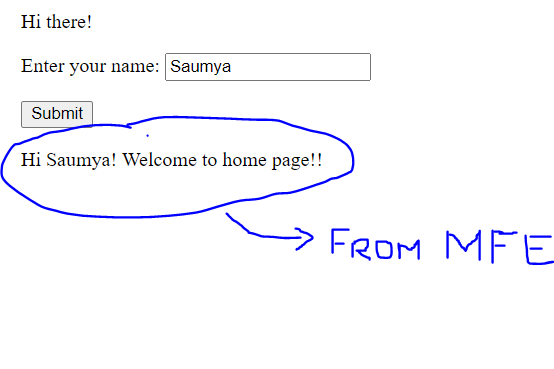 Hi there!
Enter your name: Saumya
Submit
Hi Saumya! Welcome to home page!!
FROM MFE